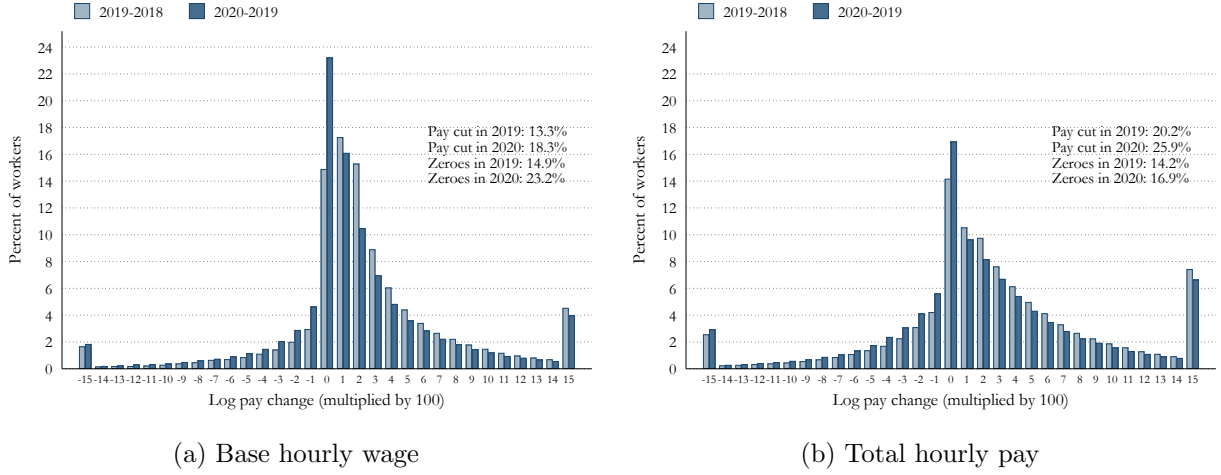 2019-2018 2020-2019
24
22
20
18
16
14
12
10
8
6
4
2
0
Percent of workers
Pay cut in 2019: 13.3%
Pay cut in 2020: 18.3%
Zeroes in 2019: 14.9%
Zeroes in 2020: 23.2%
-15 -14 -13 -12 -11 -10 -9 -8 -7 -6 -5 -4 -3 -2 -1 0 1 2 3 4 5 6 7 8 9 10 11 12 13 14 15
Log pay change (multiplied by 100)
(a) Base hourly wage
2019-2018 2020-2019
24
22
20
18
16
14
12
10
8
6
4
2
0
Percent of workers
Pay cut in 2019: 20.2%
Pay cut in 2020: 25.9%
Zeroes in 2019: 14.2%
Zeroes in 2020: 16.9%
-15 -14 -13 -12 -11 -10 -9 -8 -7 -6 -5 -4 -3 -2 -1 0 1 2 3 4 5 6 7 8 9 10 11 12 13 14 15
Log pay change (multiplied by 100)
(b) Total hourly pay